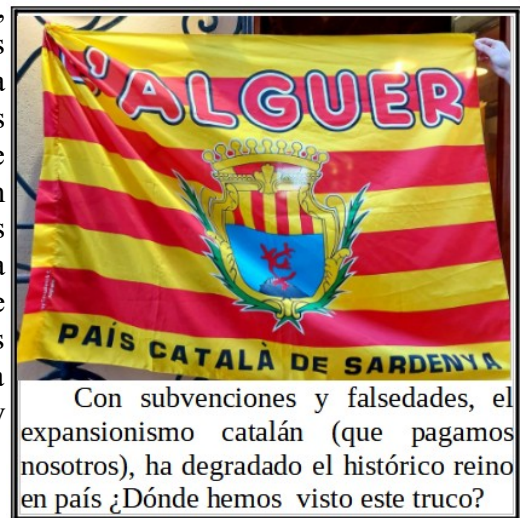 L'ALGUER
PAÍS CATALÀ DE SARDENYA
Con subvenciones y falsedades, el
expansionismo catalán (que pagamos
nosotros), ha degradado el histórico reino
en país ¿Dónde hemos visto este truco?